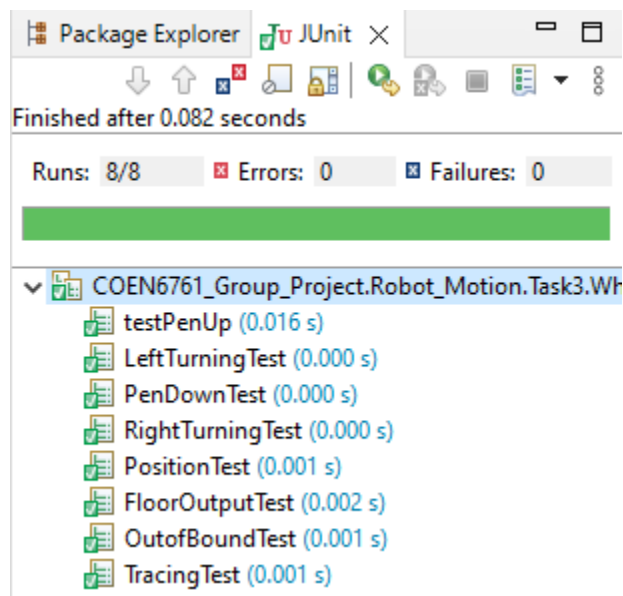 Package Explorer JUnit
Finished after 0.082 seconds
Runs: 8/8 Errors: 0 Failures: 0
COEN6761_Group_Project.Robot_Motion.Task3.Wh
testPenUp (0.016 s)
LeftTurningTest (0.000 s)
PenDownTest (0.000 s)
RightTurningTest (0.000 s)
PositionTest (0.001 s)
FloorOutputTest (0.002 s)
OutofBoundTest (0.001 s)
TracingTest (0.001 s)